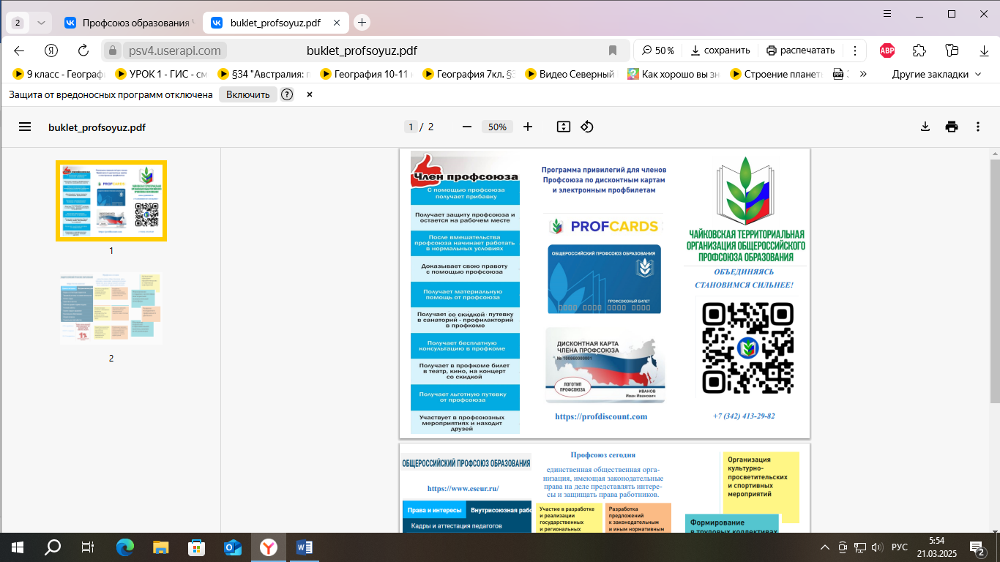 2
Профсоюз образования
buklet_profsoyuz.pdf
psv4.userapi.com
buklet_profsoyuz.pdf
50 %
сохранить
распечатать
ABP
9 класс - Географ
УРОК 1 - ГИС - см
§34 "Австралия: п
География 10-11
География 7кл. §3
Видео Северный
Как хорошо вы зн
Строение планет
»
Другие закладки
Защита от вредоносных программ отключена
Включить
?
buklet_profsoyuz.pdf
1 / 2
50%
1
2
Член профсоюза
С помощью профсоюза
получает прибавку
Получает защиту профсоюза и
остается на рабочем месте
После вмешательства
профсоюза начинает работать
в нормальных условиях
Доказывает свою правоту
с помощью профсоюза
Получает материальную
помощь от профсоюза
Получает со скидкой путевку
в санаторий - профилакторий
в профкоме
Получает бесплатную
консультацию в профкоме
Получает в профкоме билет
в театр, кино, на концерт
со скидкой
Получает льготную путевку
от профсоюза
Участвует в профсоюзных
мероприятиях и находит
друзей
Программа привилегий для членов
Профсоюза по дисконтным картам
и электронным профбилетам
PROFCARDS
ОБЩЕРОССИЙСКИЙ ПРОФСОЮЗ ОБРАЗОВАНИЯ
ПРОФСОЮЗНЫЙ БИЛЕТ
0000 0000 0000 0000
ДИСКОНТНАЯ КАРТА
ЧЛЕНА ПРОФСОЮЗА
№ 100000000001
ЛОГОТИП
ПРОФСОЮЗА
ИВАНОВ
Иван Иванович
https://profdiscount.com
ЧАЙКОВСКАЯ ТЕРРИТОРИАЛЬНАЯ
ОРГАНИЗАЦИЯ ОБЩЕРОССИЙСКОГО
ПРОФСОЮЗА ОБРАЗОВАНИЯ
ОБЪЕДИНЯЯСЬ
СТАНОВИМСЯ СИЛЬНЕЕ!
+7 (342) 413-29-82
ОБЩЕРОССИЙСКИЙ ПРОФСОЮЗ ОБРАЗОВАНИЯ
https://www.eseur.ru/
Права и интересы
Внутрисоюзная рабо
Кадры и аттестация педагогов
Профсоюз сегодня
единственная общественная орга-
низация, имеющая законодательные
права на деле представлять интере-
сы и защищать права работников.
Участие в разработке
и реализации
государственных
и региональных
Разработка
предложений
к законодательным
и иным нормативным
Организация
культурно-
просветительских
и спортивных
мероприятий
Формирование
в трудовых коллективах
РУС
5:54
21.03.2025
2